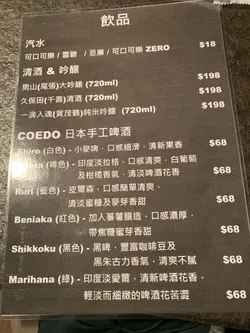 飲品
汽水
可口可樂 / 雪碧 / 忌廉 / 可口可樂 ZERO $18
清酒 & 吟釀
男山(尾張)大吟釀 (720ml) $198
久保田(千壽)清酒 (720ml) $198
一滴入魂(賀茂鶴)純米吟釀 (720ml) $198
COEDO 日本手工啤酒
Shiro (白色) - 小麥啤，口感細滑，清新果香 $68
(啡色) - 印度淡拉格，口感清爽，白葡萄
及柑橘香氣，清淡啤酒花香 $68
Ruri (藍色) - 皮爾森，口感簡單清爽，
清淡蜜糖及麥芽香甜 $68
Beniaka (紅色) - 加入蕃薯釀造，口感濃厚，
帶焦糖蜜芽香甜 $68
Shikkoku (黑色) - 黑啤，豐富咖啡豆及
黑朱古力香氣，清爽不膩 $68
Marihana (綠) - 印度淡愛爾，清新啤酒花香，
輕淡而細緻的啤酒花苦澀 $68